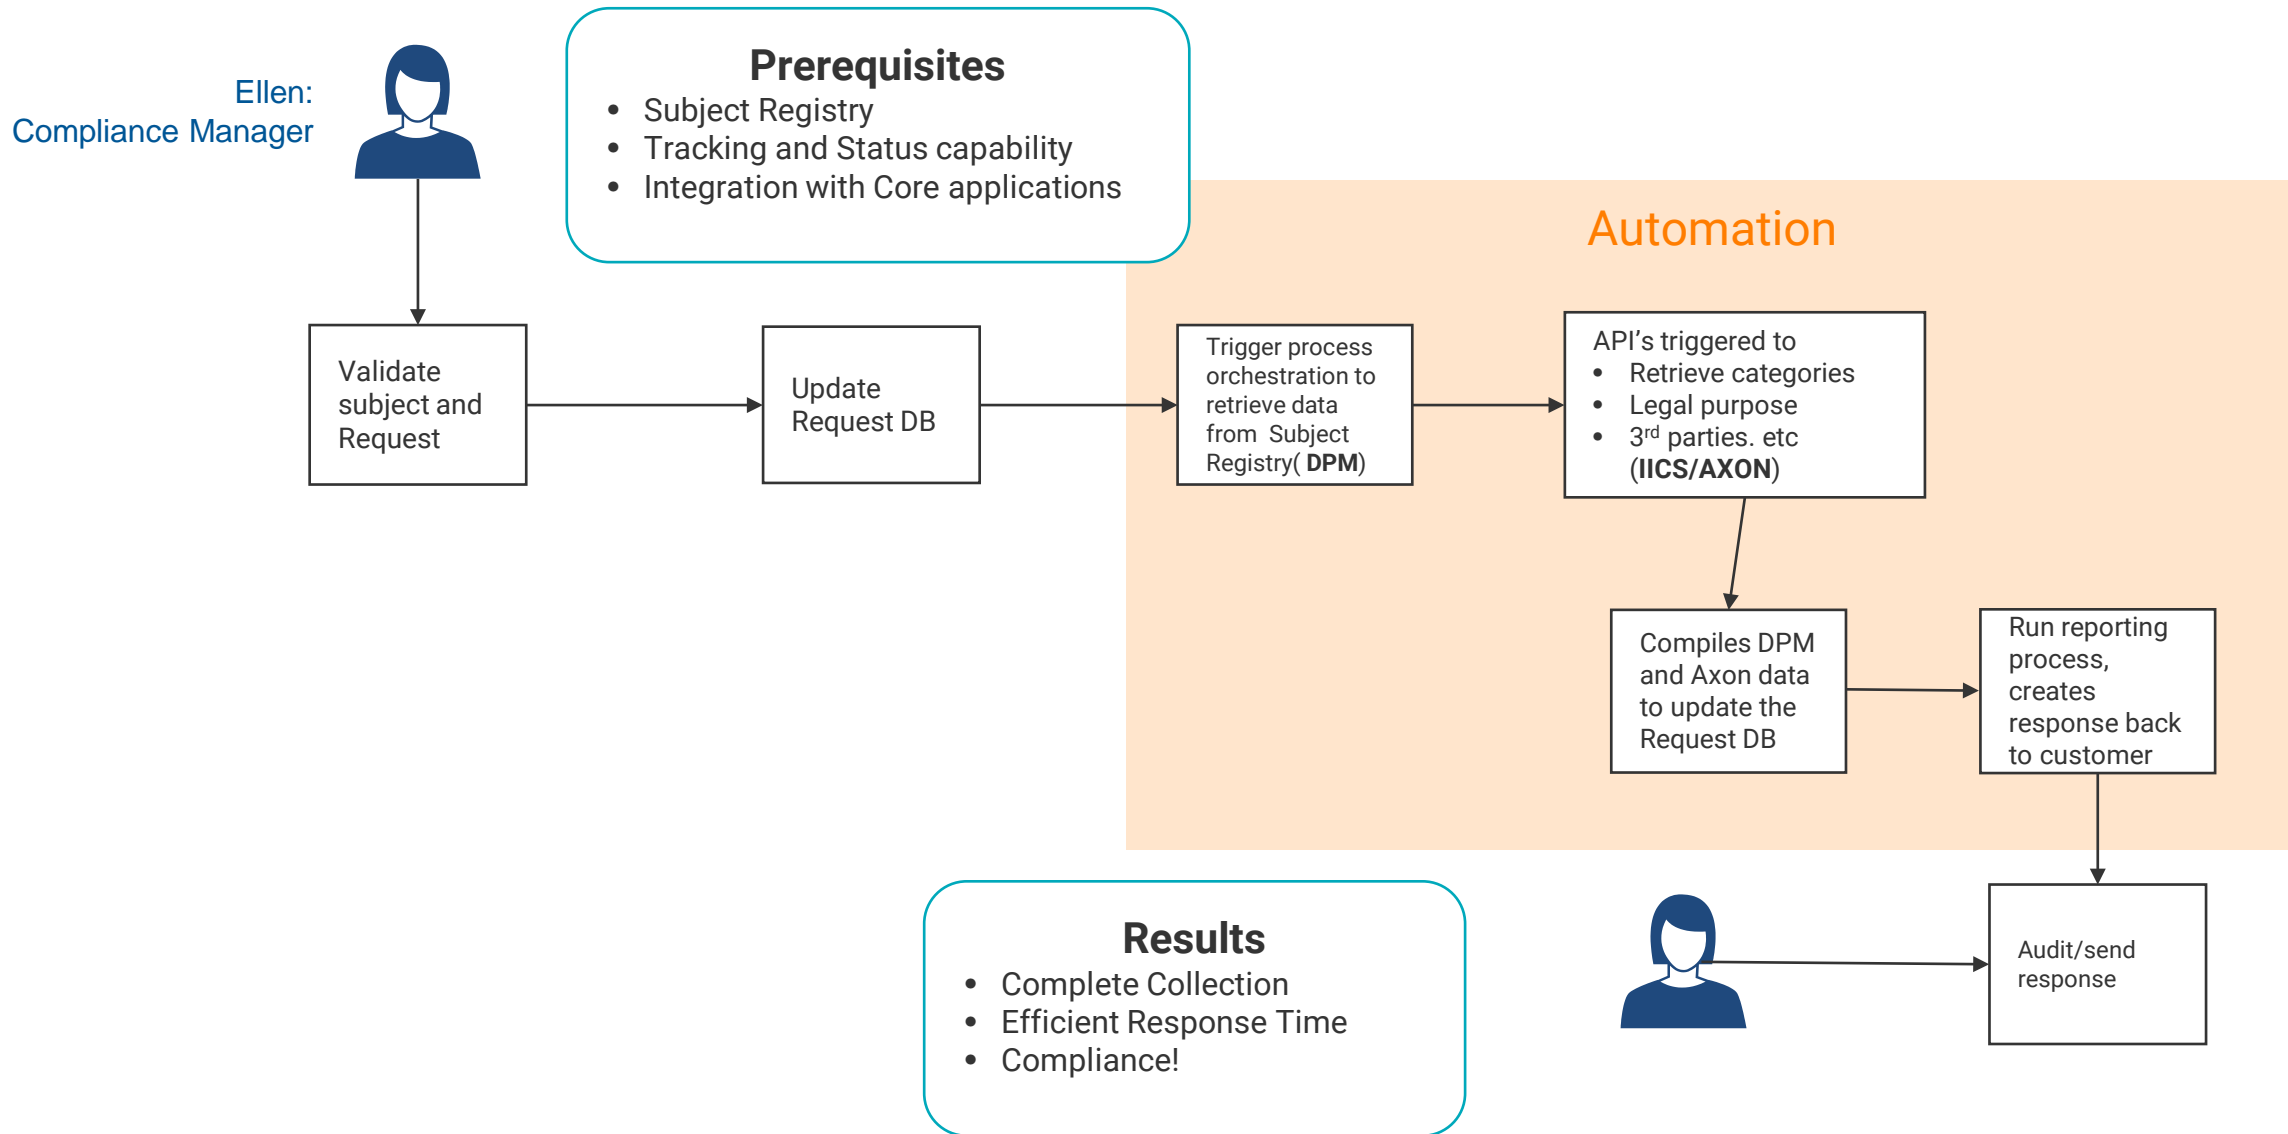 Ellen:
Compliance Manager
Prerequisites
• Subject Registry
• Tracking and Status capability
• Integration with Core applications
Automation
Validate
subject and
Request
Update
Request DB
Trigger process
orchestration to
retrieve data
from Subject
Registry( DPM)
API’s triggered to
• Retrieve categories
• Legal purpose
• 3rd parties. etc
(IICS/AXON)
Compiles DPM
and Axon data
to update the
Request DB
Run reporting
process,
creates
response back
to customer
Results
• Complete Collection
• Efficient Response Time
• Compliance!
Audit/send
response